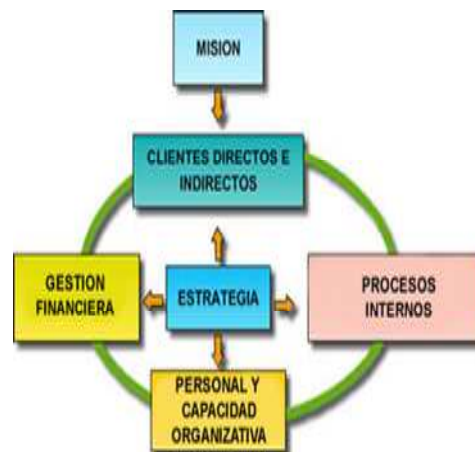 MISION
CLIENTES DIRECTOS E
INDIRECTOS
GESTION
FINANCIERA
ESTRATEGIA
PROCESOS
INTERNOS
PERSONAL Y
CAPACIDAD
ORGANIZATIVA